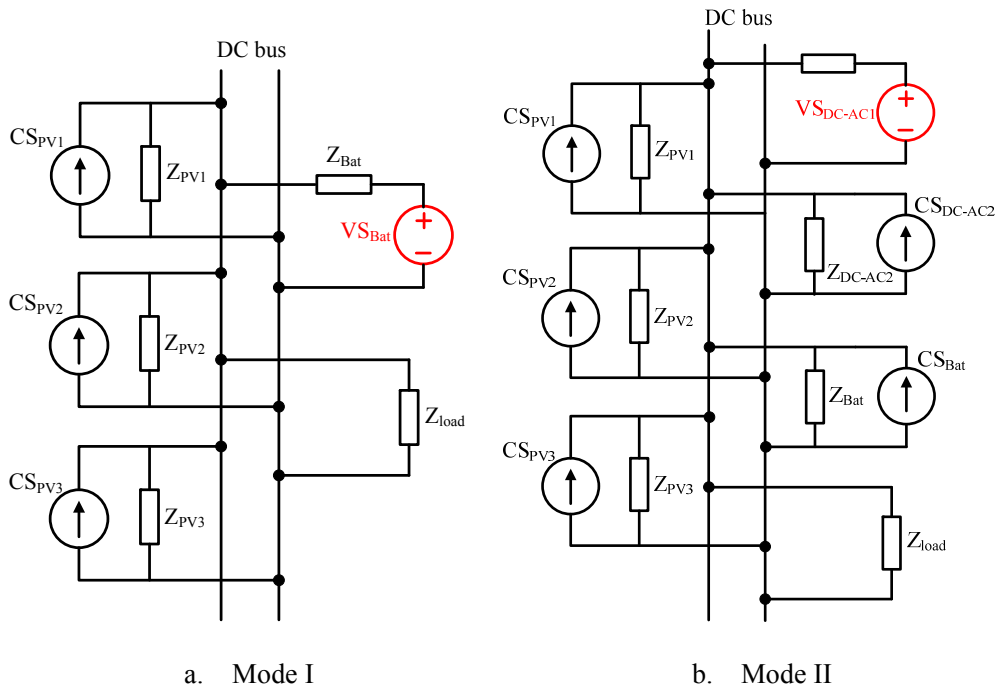 DC bus
CSPV1
ZPV1
ZBat
VSBat
+
−
CSPV2
ZPV2
Zload
CSPV3
ZPV3
a. Mode I
DC bus
CSPV1
ZPV1
VSDC-AC1
+
−
CSDC-AC2
ZDC-AC2
CSPV2
ZPV2
CSBat
ZBat
CSPV3
ZPV3
Zload
b. Mode II